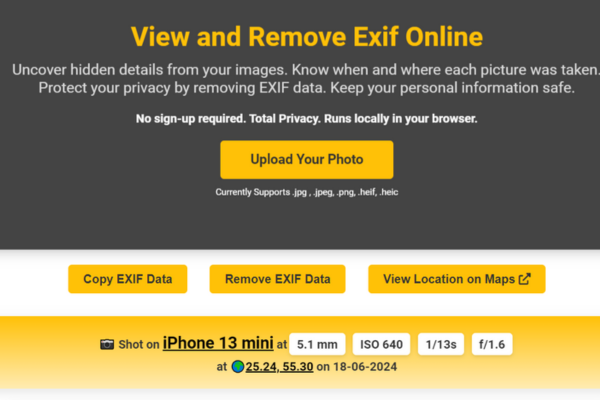 View and Remove Exif Online
Uncover hidden details from your images. Know when and where each picture was taken.
Protect your privacy by removing EXIF data. Keep your personal information safe.
No sign-up required. Total Privacy. Runs locally in your browser.
Upload Your Photo
Currently Supports .jpg , .jpeg, .png, .heif, .heic
Copy EXIF Data Remove EXIF Data View Location on Maps
Shot on iPhone 13 mini at 5.1 mm ISO 640 1/13s f/1.6
at 25.24, 55.30 on 18-06-2024